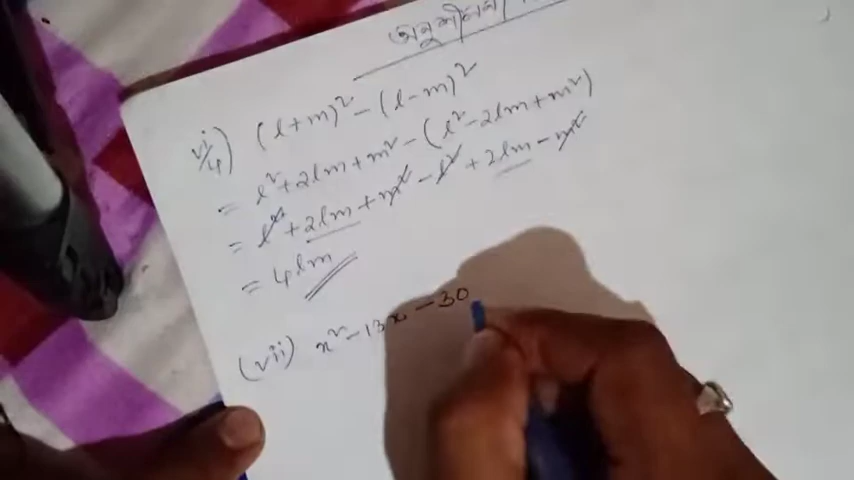 অনুশীলনী
vi/4) (l+m)² - (l-m)²
= l² + 2lm + m² - (l² - 2lm + m²)
= l² + 2lm + m² - l² + 2lm - m²
= 4lm
(vii) x² - 13x - 30